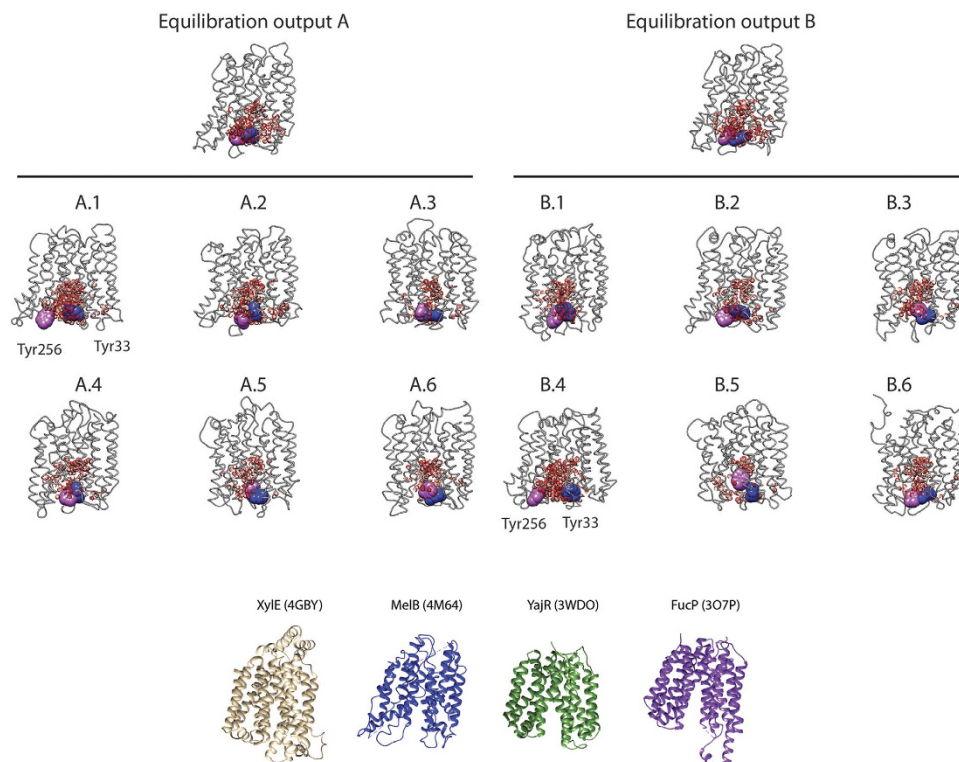 Equilibration output A
Equilibration output B
A.1
A.2
A.3
B.1
B.2
B.3
Tyr256
Tyr33
A.4
A.5
A.6
B.4
B.5
B.6
Tyr256
Tyr33
XylE (4GBY)
MelB (4M64)
YajR (3WDO)
FucP (3O7P)